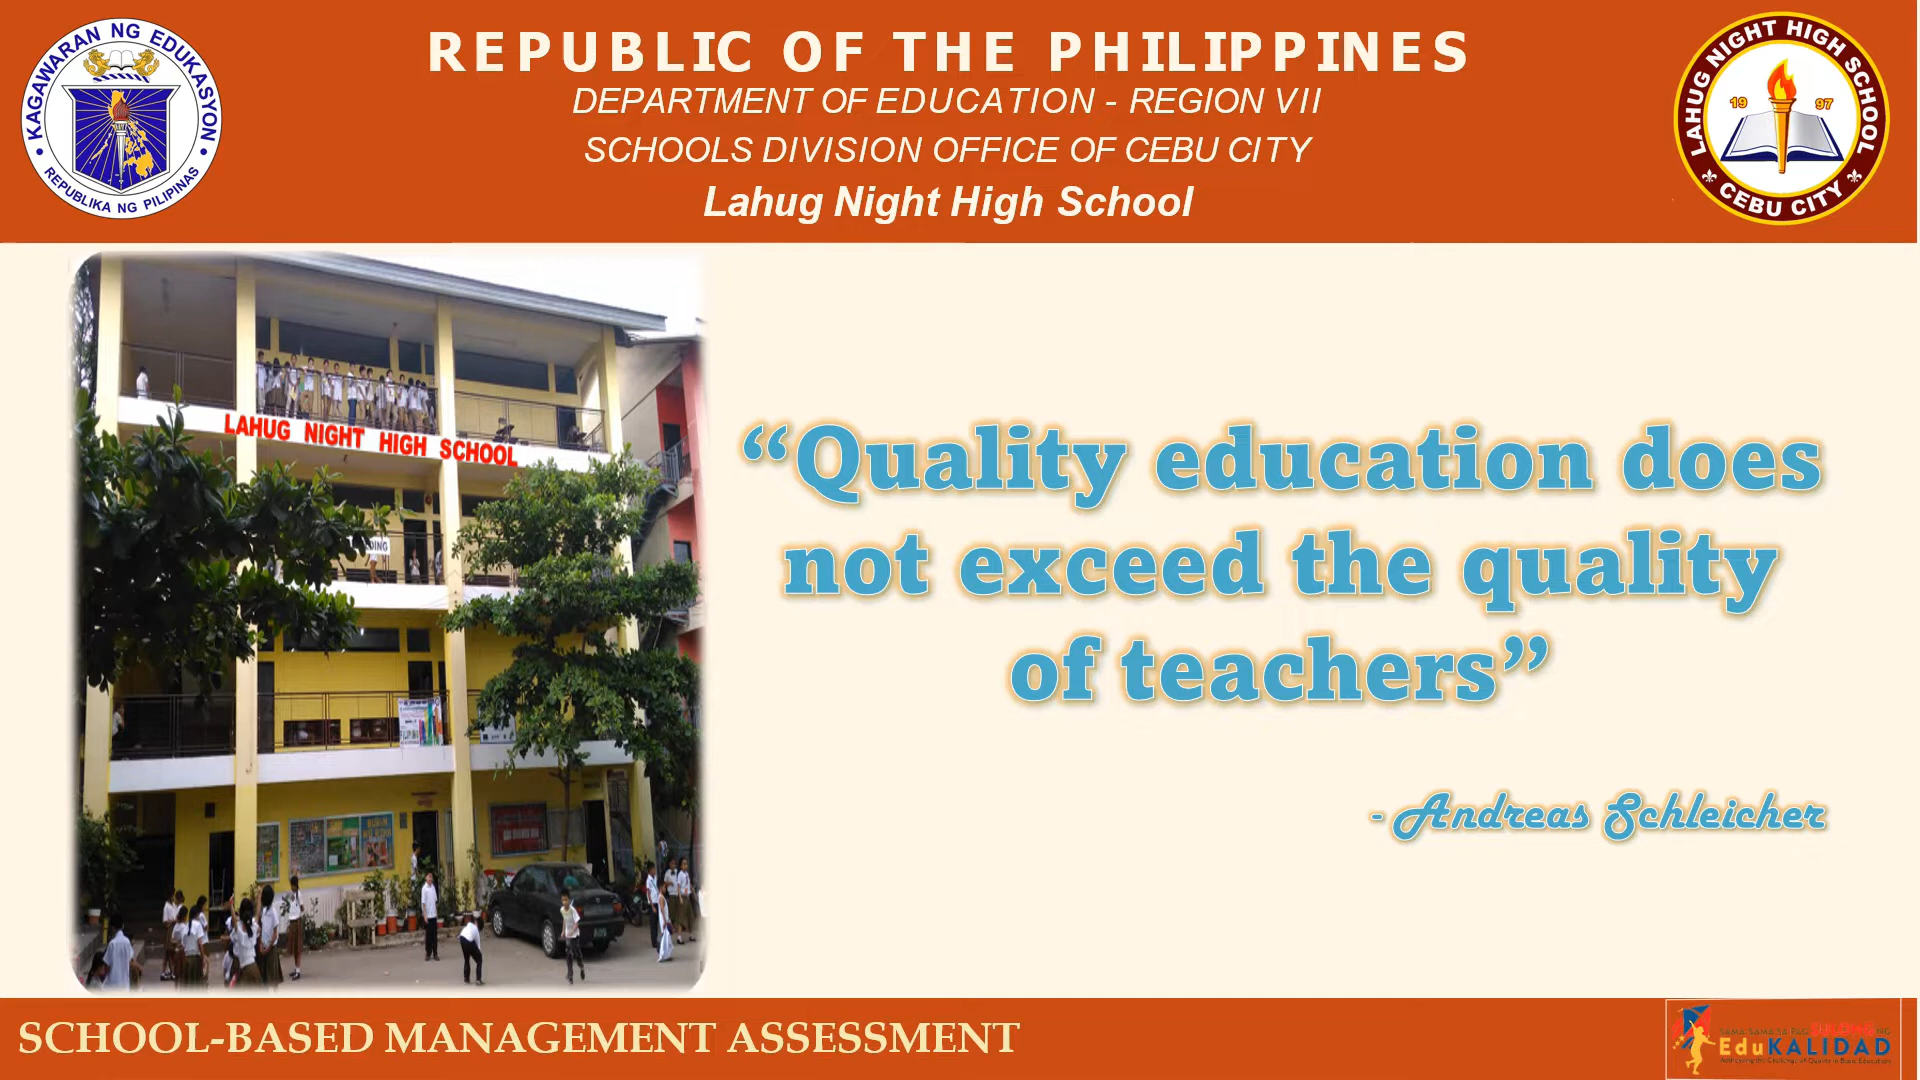 KAGAWARAN NG EDUKASYON
REPUBLIKA NG PILIPINAS
REPUBLIC OF THE PHILIPPINES
DEPARTMENT OF EDUCATION - REGION VII
SCHOOLS DIVISION OFFICE OF CEBU CITY
Lahug Night High School
LAHUG NIGHT HIGH SCHOOL
19 97
CEBU CITY
LAHUG NIGHT HIGH SCHOOL
“Quality education does
not exceed the quality
of teachers”
- Andreas Schleicher
SCHOOL-BASED MANAGEMENT ASSESSMENT
EduKALIDAD